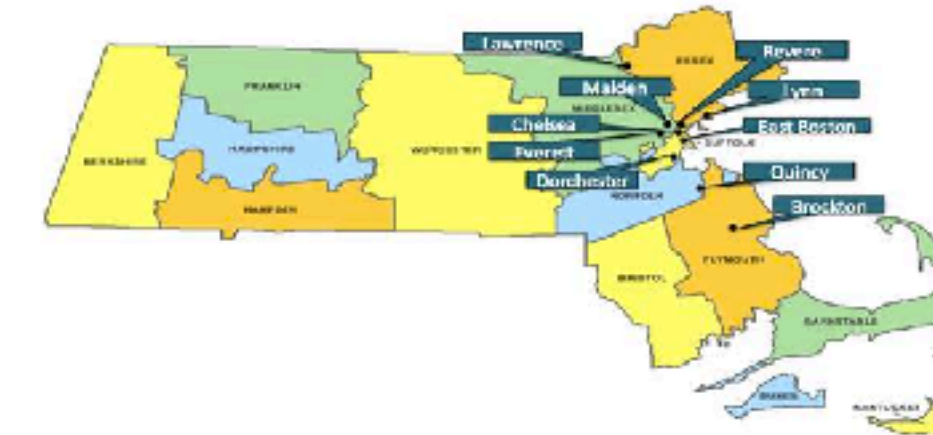 Lawrence
Revere
ESSEX
FRANKLIN
Malden
Lynn
MIDDLESEX
Chelsea
East Boston
SUFFOLK
HAMPSHIRE
WORCESTER
Everett
BERKSHIRE
Dorchester
Quincy
NORFOLK
Brockton
HAMPDEN
PLYMOUTH
BRISTOL
BARNSTABLE
DUKES
NANTUCKET